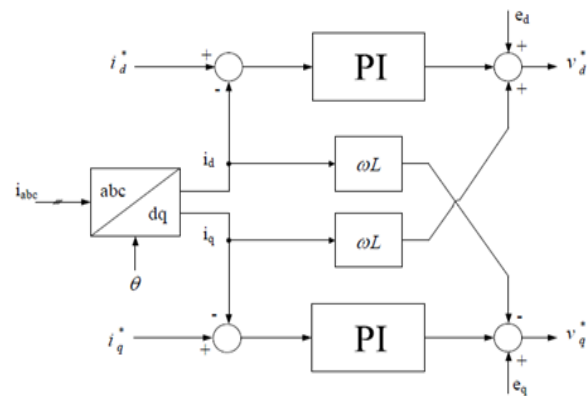 e_d
+
i_d^* + PI + v_d^*
- +
i_d ωL
i_abc abc
dq
i_q ωL
θ
- -
i_q^* + PI v_q^*
+
e_q